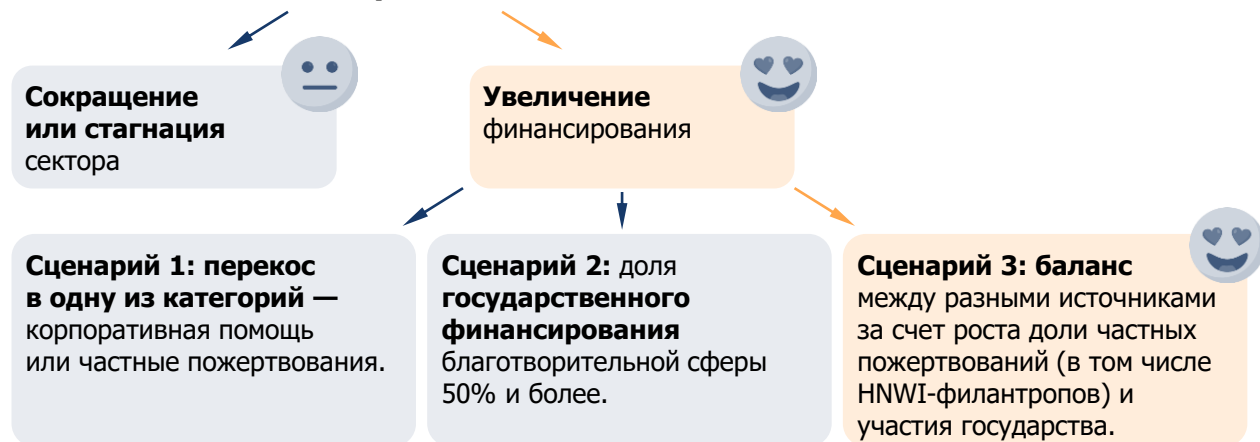 Сокращение
или стагнация
сектора
Увеличение
финансирования
Сценарий 1: перекос
в одну из категорий —
корпоративная помощь
или частные пожертвования.
Сценарий 2: доля
государственного
финансирования
благотворительной сферы
50% и более.
Сценарий 3: баланс
между разными источниками
за счет роста доли частных
пожертвований (в том числе
HNWI-филантропов) и
участия государства.